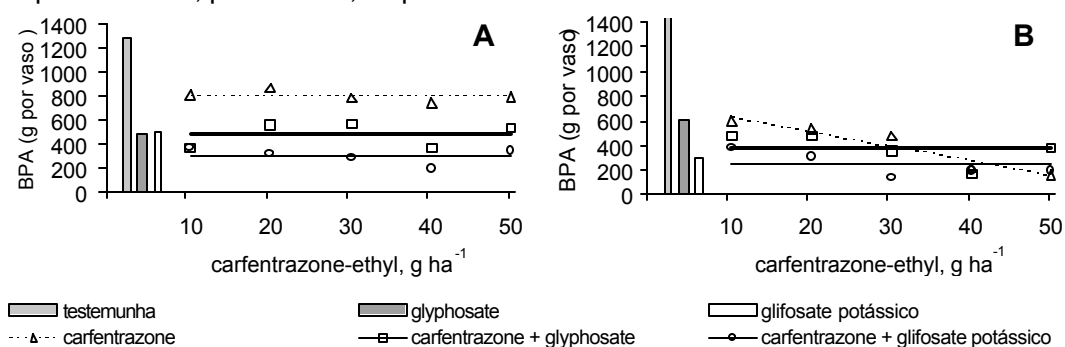 1400
1200
1000
800
600
400
200
0
BPA (g por vaso )
A
10 20 30 40 50
carfentrazone-ethyl, g ha-1
1400
1200
1000
800
600
400
200
0
BPA (g por vaso)
B
10 20 30 40 50
carfentrazone-ethyl, g ha-1
testemunha glyphosate glifosate potássico
carfentrazone carfentrazone + glyphosate carfentrazone + glifosate potássico